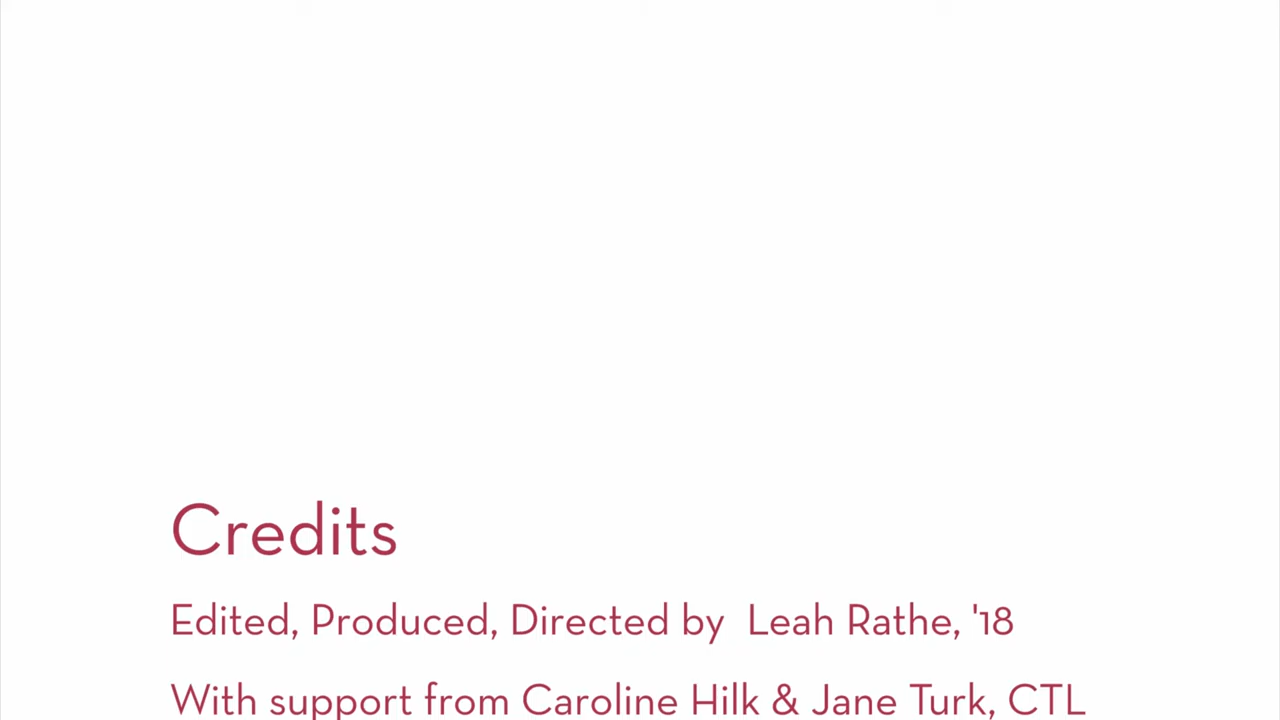 Credits
Edited, Produced, Directed by  Leah Rathe, '18
With support from Caroline Hilk & Jane Turk, CTL